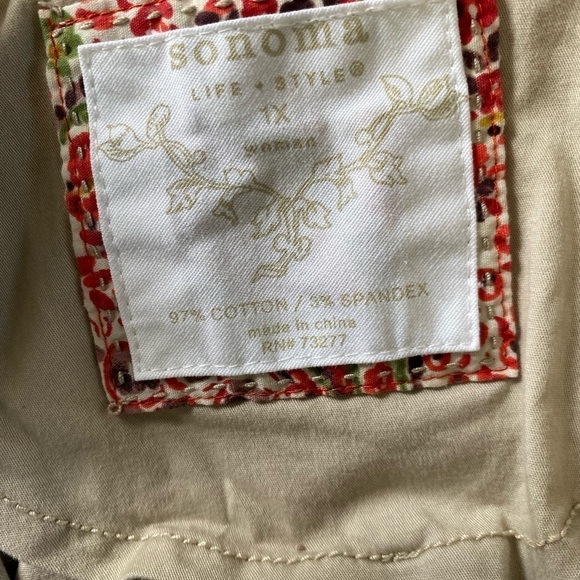 sonoma
LIFE + STYLE®
1X
woman
97% COTTON / 3% SPANDEX
made in china
RN# 73277